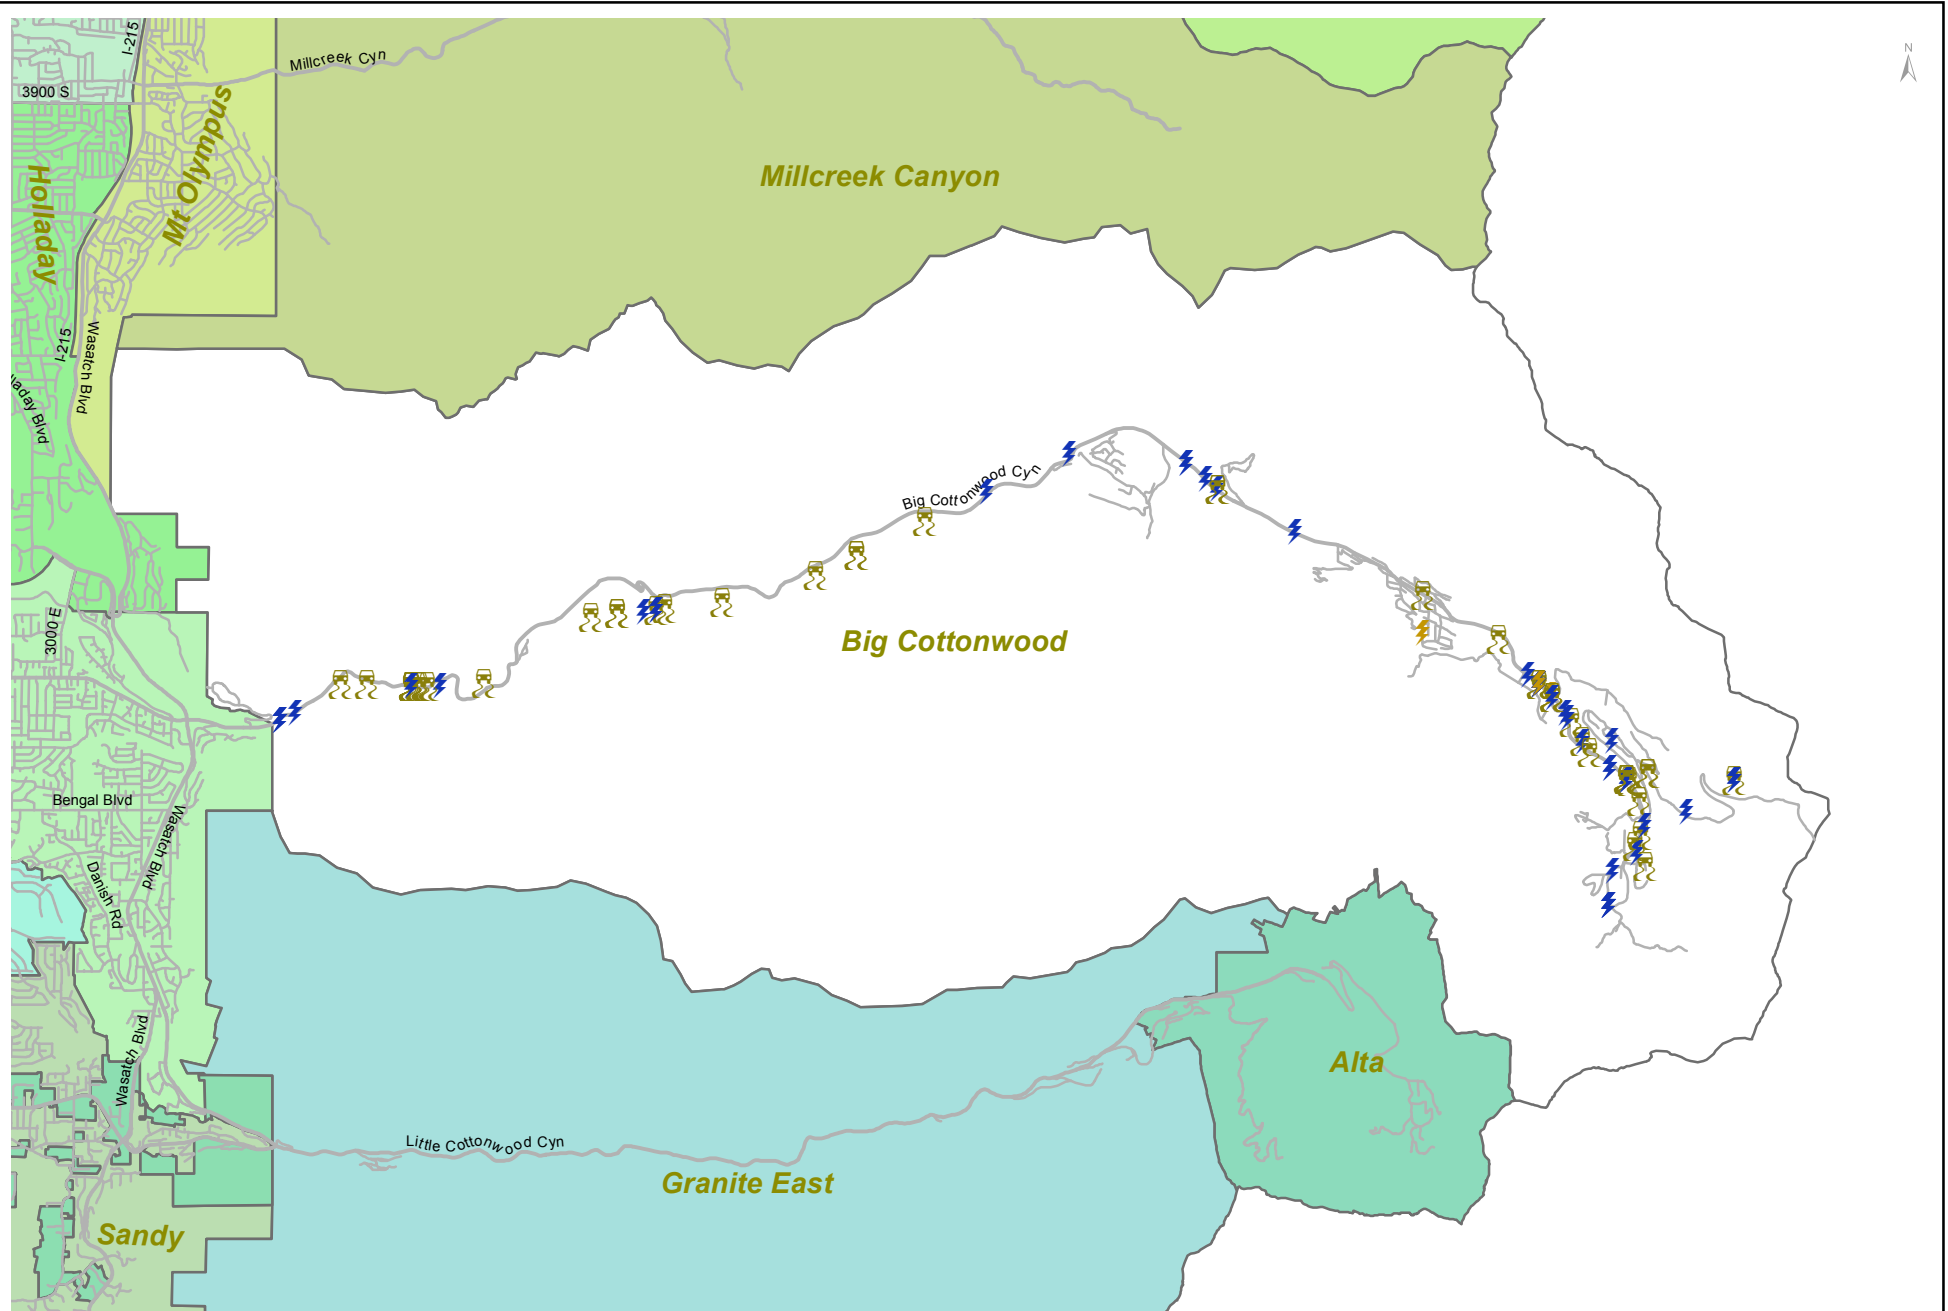 I-215
N
Millcreek Cyn
3900 S
Mt Olympus
Millcreek Canyon
Holladay
I-215
Wasatch Blvd
laday Blvd
Big Cottonwood Cyn
3000 E
Big Cottonwood
Bengal Blvd
Wasatch Blvd
Danish Rd
Wasatch Blvd
Alta
Little Cottonwood Cyn
Granite East
Sandy